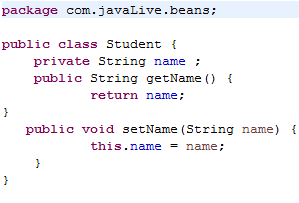 package com.javaLive.beans;
public class Student {
private String name ;
public String getName() {
return name;
}
public void setName(String name) {
this.name = name;
}
}